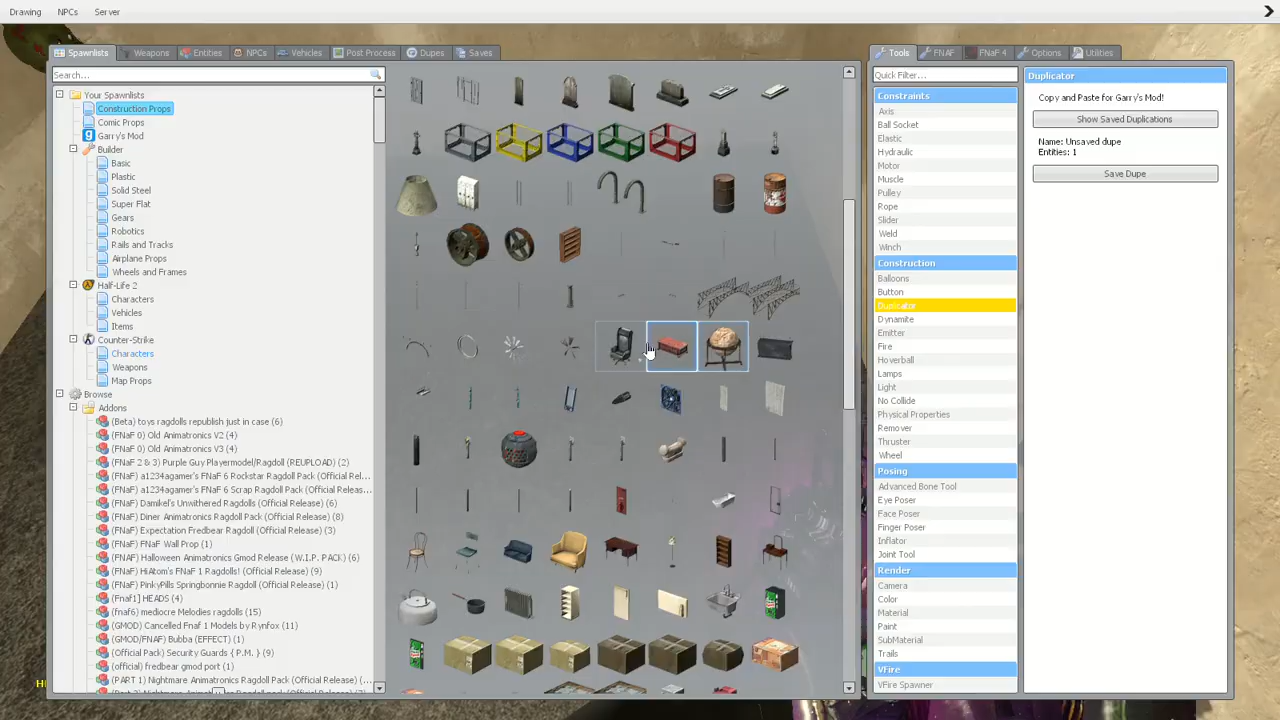 Drawing NPCs Server
Spawnlists Weapons Entities NPCs Vehicles Post Process Dupes Saves
Search...
Your Spawnlists
Construction Props
Comic Props
Garry's Mod
Builder
Basic
Plastic
Solid Steel
Super Flat
Gears
Robotics
Rails and Tracks
Airplane Props
Wheels and Frames
Half-Life 2
Characters
Vehicles
Items
Counter-Strike
Characters
Weapons
Map Props
Browse
Addons
(Beta) toys ragdolls republish just in case (6)
(FNaF 0) Old Animatronics V2 (4)
(FNaF 0) Old Animatronics V3 (4)
(FNAF 2 & 3) Purple Guy Playermodel/Ragdoll (REUPLOAD) (2)
(FNaF) a1234agamer's FNAF 6 Rockstar Ragdoll Pack (Official Rel...
(FNaF) a1234agamer's FNaF 6 Scrap Ragdoll Pack (Official Releas...
(FNaF) Damikel's Unwithered Ragdolls (Official Release) (6)
(FNaF) Diner Animatronics Ragdoll Pack (Official Release) (8)
(FNaF) Expectation Fredbear Ragdoll (Official Release) (3)
(FNaF) FNaF Wall Prop (1)
(FNAF) Halloween Animatronics Gmod Release (W.I.P. PACK) (6)
(FNaF) HiAtom's FNaF 1 Ragdolls! (Official Release) (9)
(FNAF) PinkyPills Springbonnie Ragdoll (Official Release) (1)
(Fnaf1] HEADS (4)
(fnaf6) mediocre Melodies ragdolls (15)
(GMOD) Cancelled Fnaf 1 Models by Rynfox (11)
(GMOD/FNAF) Bubba (EFFECT) (1)
(Official Pack) Security Guards { P.M. } (9)
(official) fredbear gmod port (1)
(PART 1) Nightmare Animatronics Ragdoll Pack (Official Release)...
Tools FNAF FNAF 4 Options Utilities
Quick Filter...
Constraints
Axis
Ball Socket
Elastic
Hydraulic
Motor
Muscle
Pulley
Rope
Slider
Weld
Winch
Construction
Balloons
Button
Duplicator
Dynamite
Emitter
Fire
Hoverball
Lamps
Light
No Collide
Physical Properties
Remover
Thruster
Wheel
Posing
Advanced Bone Tool
Eye Poser
Face Poser
Finger Poser
Inflator
Joint Tool
Render
Camera
Color
Material
Paint
SubMaterial
Trails
VFire
VFire Spawner
Duplicator
Copy and Paste for Garry's Mod!
Show Saved Duplications
Name: Unsaved dupe
Entities: 1
Save Dupe